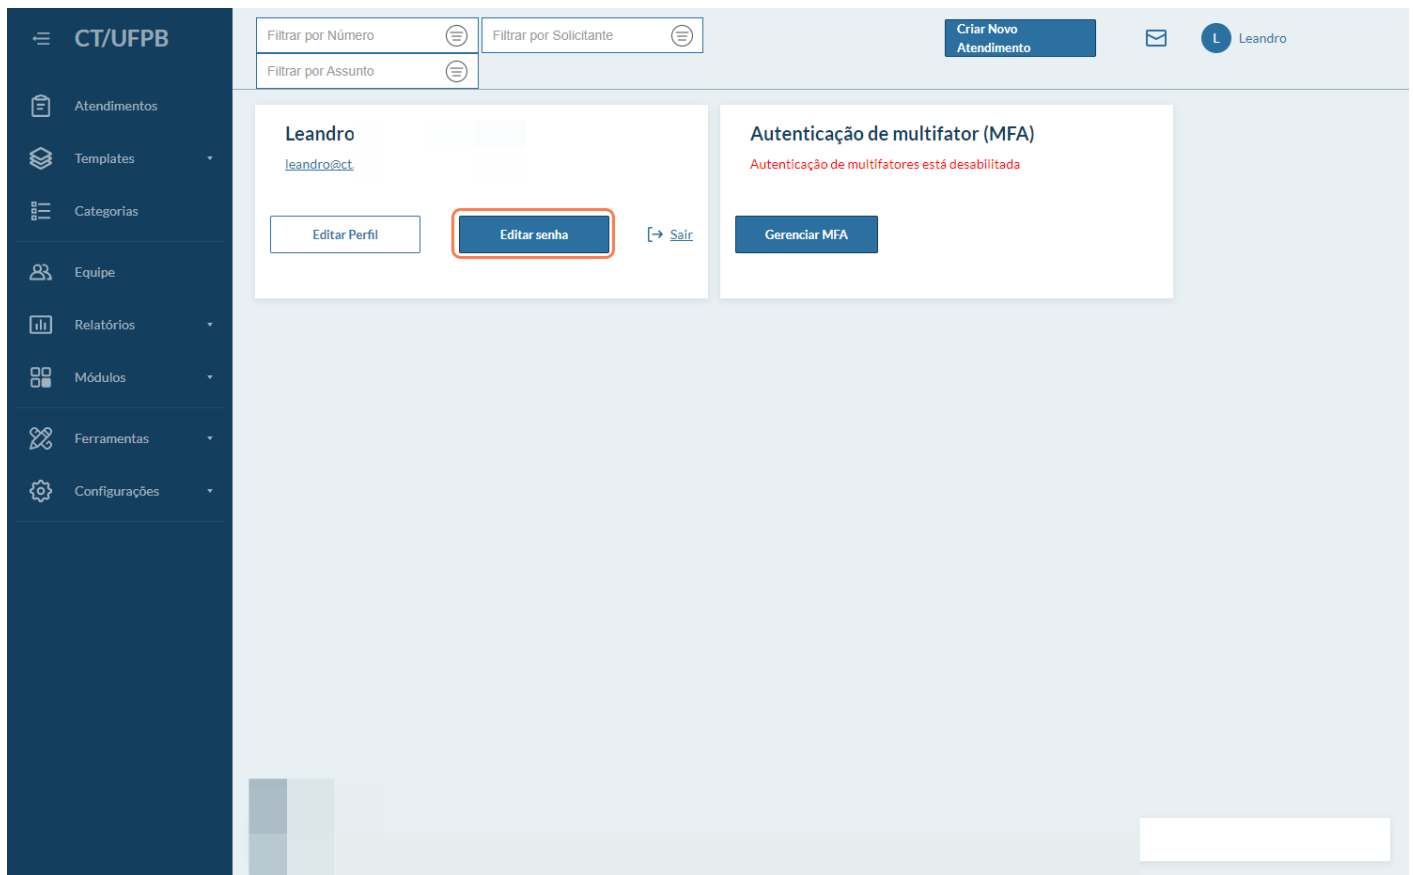 CT/UFPB
Filtrar por Número
Filtrar por Solicitante
Filtrar por Assunto
Criar Novo
Atendimento
L
Leandro
Atendimentos
Templates
Categorias
Equipe
Relatórios
Módulos
Ferramentas
Configurações
Leandro
leandro@ct.
Editar Perfil
Editar senha
Sair
Autenticação de multifator (MFA)
Autenticação de multifatores está desabilitada
Gerenciar MFA